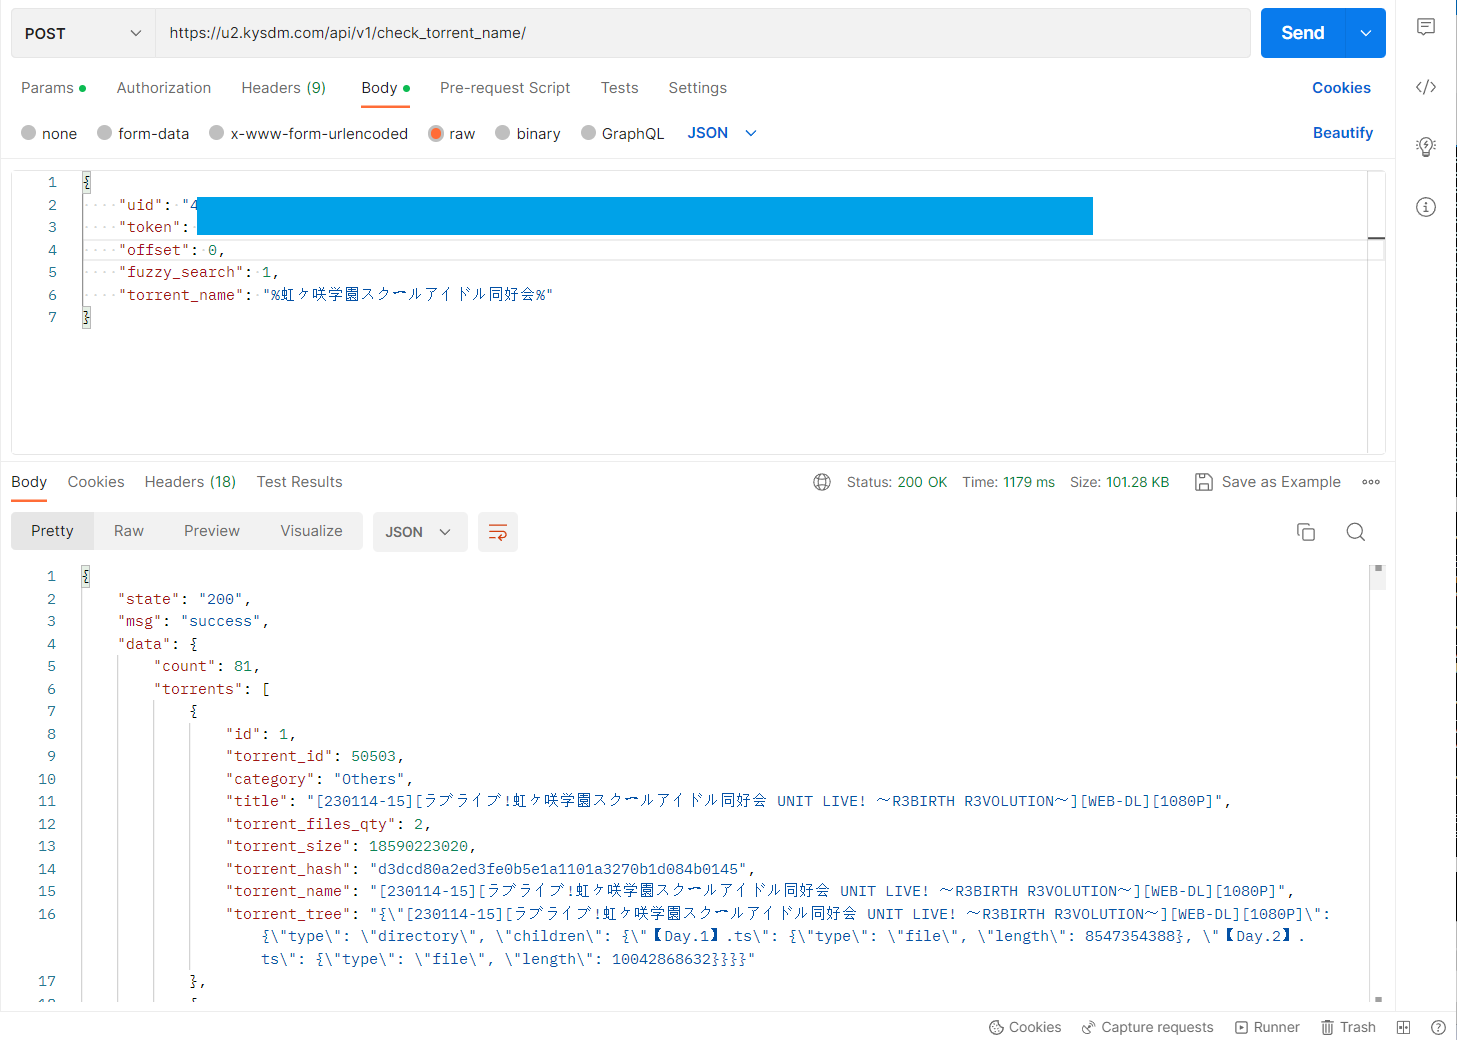 POST https://u2.kysdm.com/api/v1/check_torrent_name/ Send
Params Authorization Headers (9) Body Pre-request Script Tests Settings Cookies
none form-data x-www-form-urlencoded raw binary GraphQL JSON Beautify
1 {
2 "uid": "4
3 "token":
4 "offset": 0,
5 "fuzzy_search": 1,
6 "torrent_name": "%虹ヶ咲学園スクールアイドル同好会%"
7 }
Body Cookies Headers (18) Test Results Status: 200 OK Time: 1179 ms Size: 101.28 KB Save as Example
Pretty Raw Preview Visualize JSON
1 {
2 "state": "200",
3 "msg": "success",
4 "data": {
5 "count": 81,
6 "torrents": [
7 {
8 "id": 1,
9 "torrent_id": 50503,
10 "category": "Others",
11 "title": "[230114-15][ラブライブ!虹ヶ咲学園スクールアイドル同好会 UNIT LIVE! ～R3BIRTH R3VOLUTION～][WEB-DL][1080P]",
12 "torrent_files_qty": 2,
13 "torrent_size": 18590223020,
14 "torrent_hash": "d3dcd80a2ed3fe0b5e1a1101a3270b1d084b0145",
15 "torrent_name": "[230114-15][ラブライブ!虹ヶ咲学園スクールアイドル同好会 UNIT LIVE! ～R3BIRTH R3VOLUTION～][WEB-DL][1080P]",
16 "torrent_tree": "{\"[230114-15][ラブライブ!虹ヶ咲学園スクールアイドル同好会 UNIT LIVE! ～R3BIRTH R3VOLUTION～][WEB-DL][1080P]\":
{\"type\": \"directory\", \"children\": {\"【Day.1】.ts\": {\"type\": \"file\", \"length\": 8547354388}, \"【Day.2】.
ts\": {\"type\": \"file\", \"length\": 10042868632}}}}"
17 },
Cookies Capture requests Runner Trash